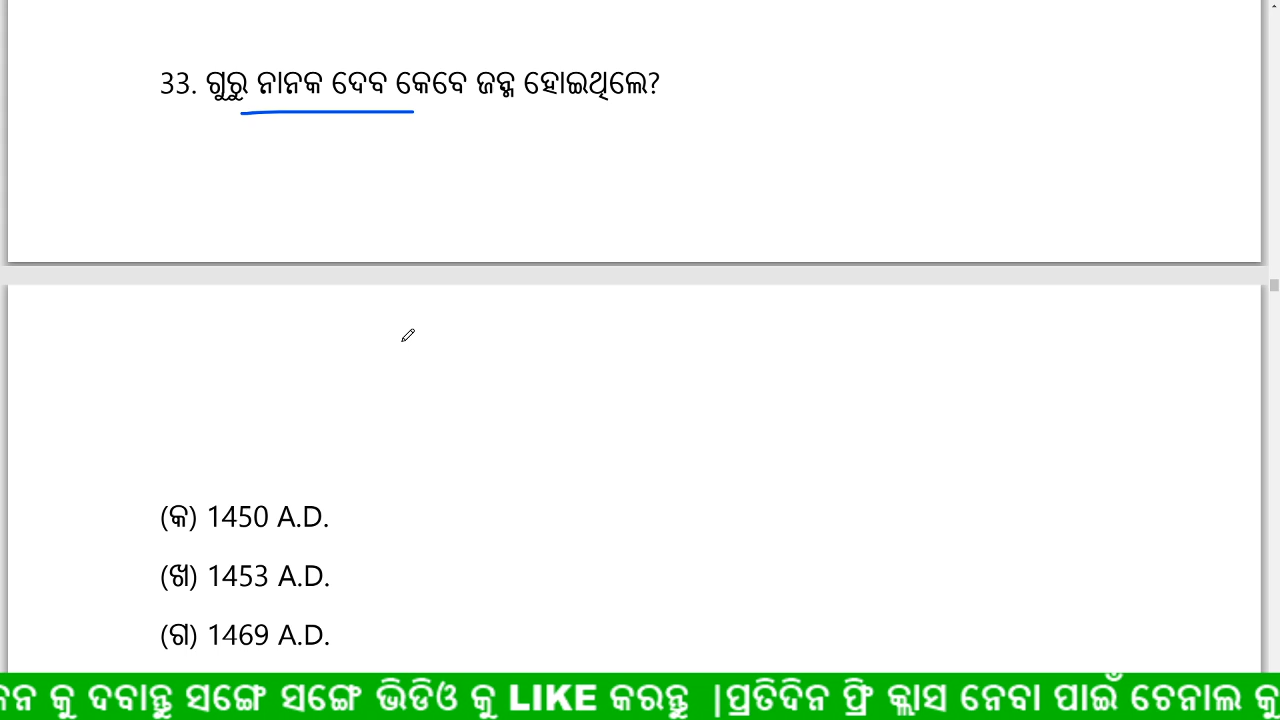 33. ଗୁରୁ ନାନକ ଦେବ କେବେ ଜନ୍ମ ହୋଇଥିଲେ?
(କ) 1450 A.D.
(ଖ) 1453 A.D.
(ଗ) 1469 A.D.
କୁ ଦବାନ୍ତୁ ସଙ୍ଗେ ସଙ୍ଗେ ଭିଡିଓ କୁ LIKE କରନ୍ତୁ |ପ୍ରତିଦିନ ଫ୍ରି କ୍ଲାସ ନେବା ପାଇଁ ଚେନାଲ କୁ